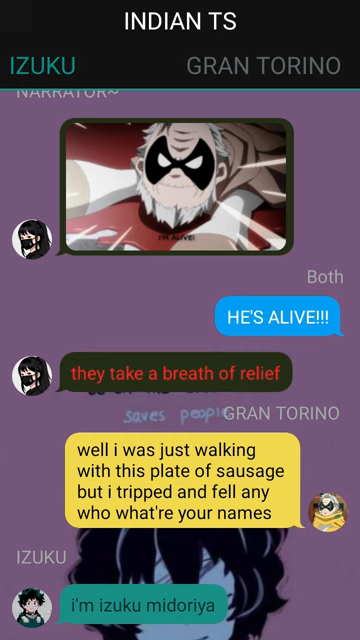 INDIAN TS
IZUKU
GRAN TORINO
NARRATOR~
I'M ALIVE!
Both
HE'S ALIVE!!!
they take a breath of relief
saves people
GRAN TORINO
well i was just walking
with this plate of sausage
but i tripped and fell any
who what're your names
IZUKU
i'm izuku midoriya